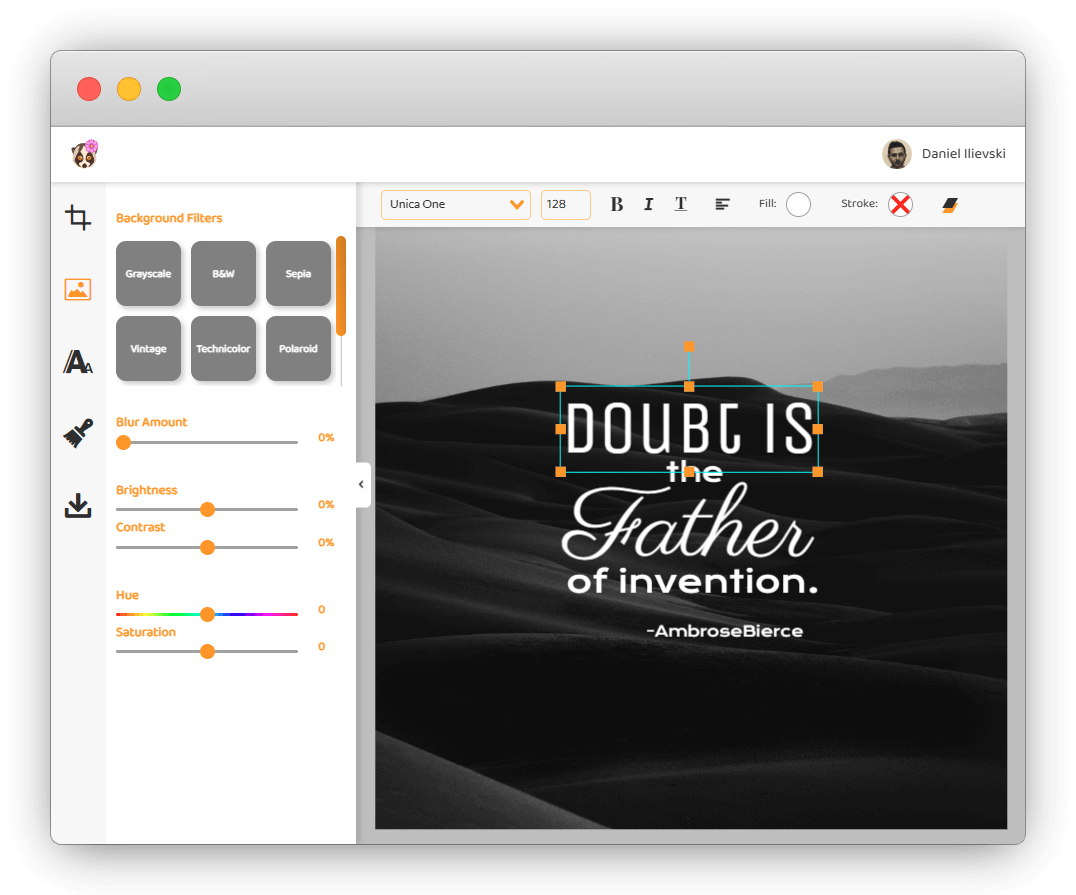 Daniel Ilievski
Unica One
128
B I T
Fill:
Stroke:
Background Filters
Grayscale
B&W
Sepia
Vintage
Technicolor
Polaroid
Blur Amount
0%
Brightness
0%
Contrast
0%
Hue
0
Saturation
0
DOUBT IS
the
Father
of invention.
-AmbroseBierce